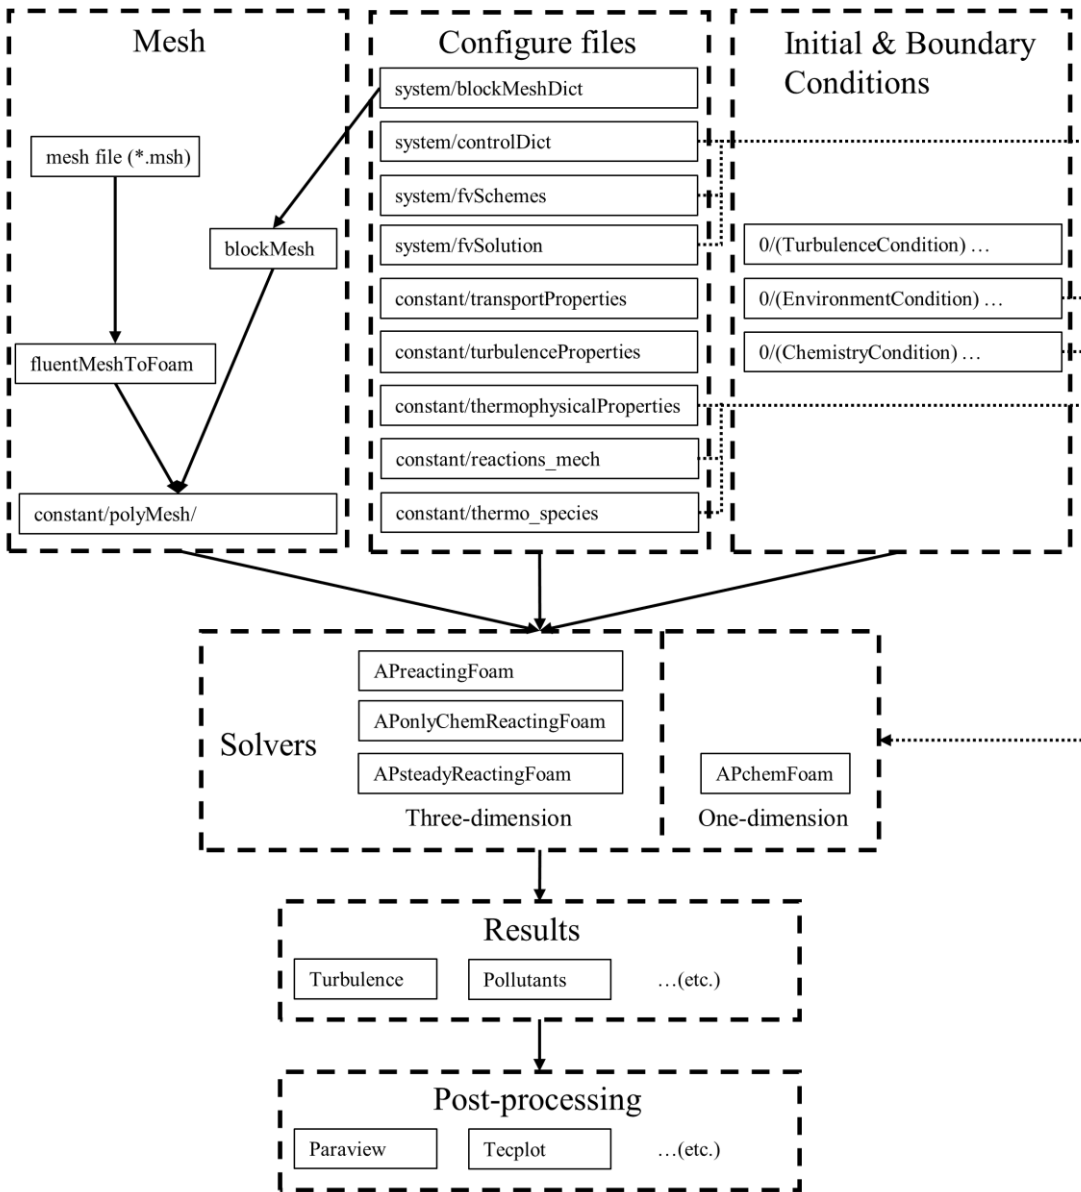 Mesh
mesh file (*.msh)
blockMesh
fluentMeshToFoam
constant/polyMesh/
Configure files
system/blockMeshDict
system/controlDict
system/fvSchemes
system/fvSolution
constant/transportProperties
constant/turbulenceProperties
constant/thermophysicalProperties
constant/reactions_mech
constant/thermo_species
Initial & Boundary
Conditions
0/(TurbulenceCondition) …
0/(EnvironmentCondition) …
0/(ChemistryCondition) …
Solvers
APreactingFoam
APonlyChemReactingFoam
APsteadyReactingFoam
Three-dimension
APchemFoam
One-dimension
Results
Turbulence
Pollutants
…(etc.)
Post-processing
Paraview
Tecplot
…(etc.)